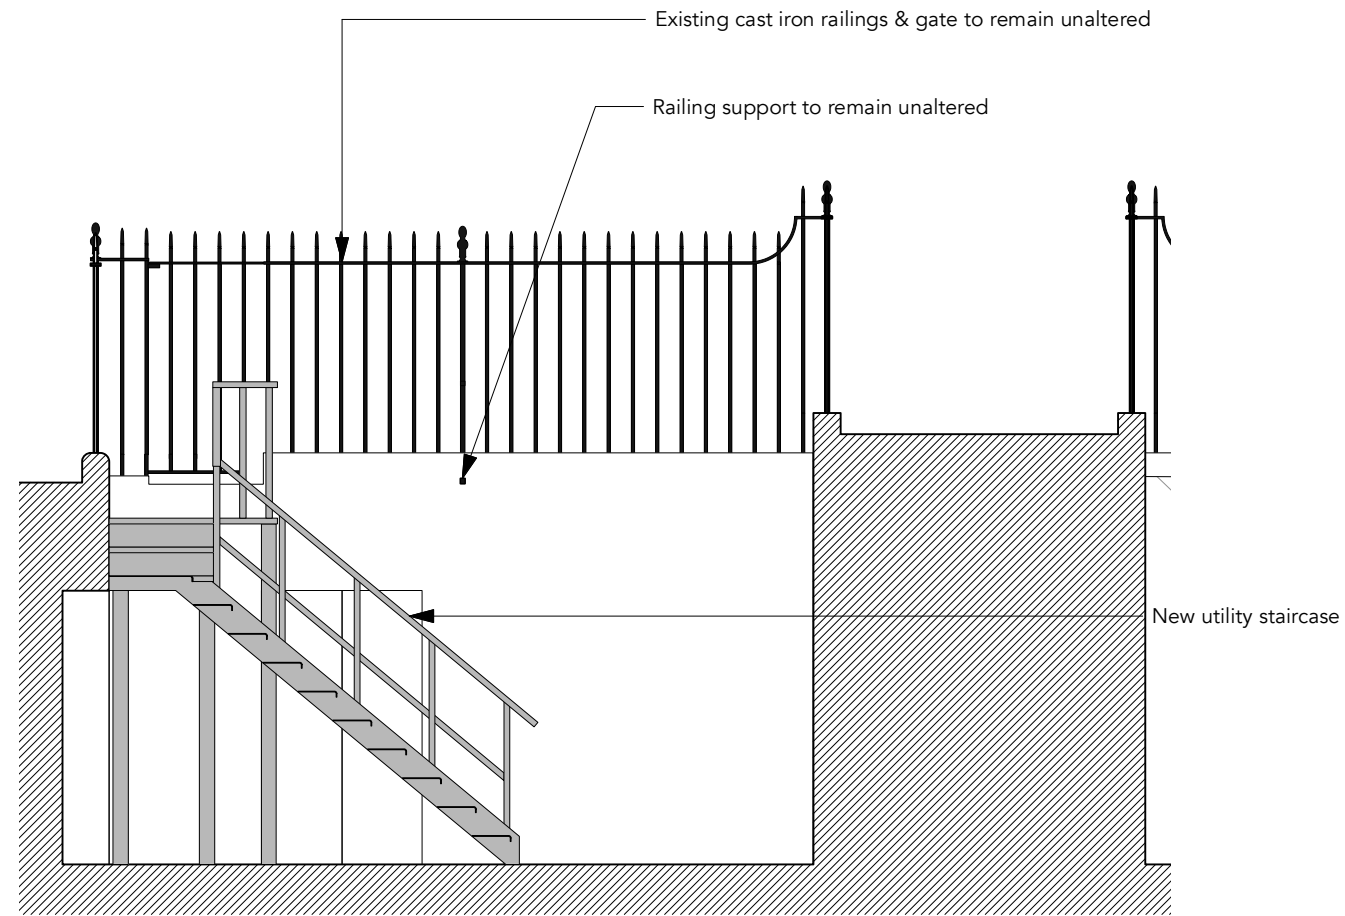 Existing cast iron railings & gate to remain unaltered
Railing support to remain unaltered
New utility staircase